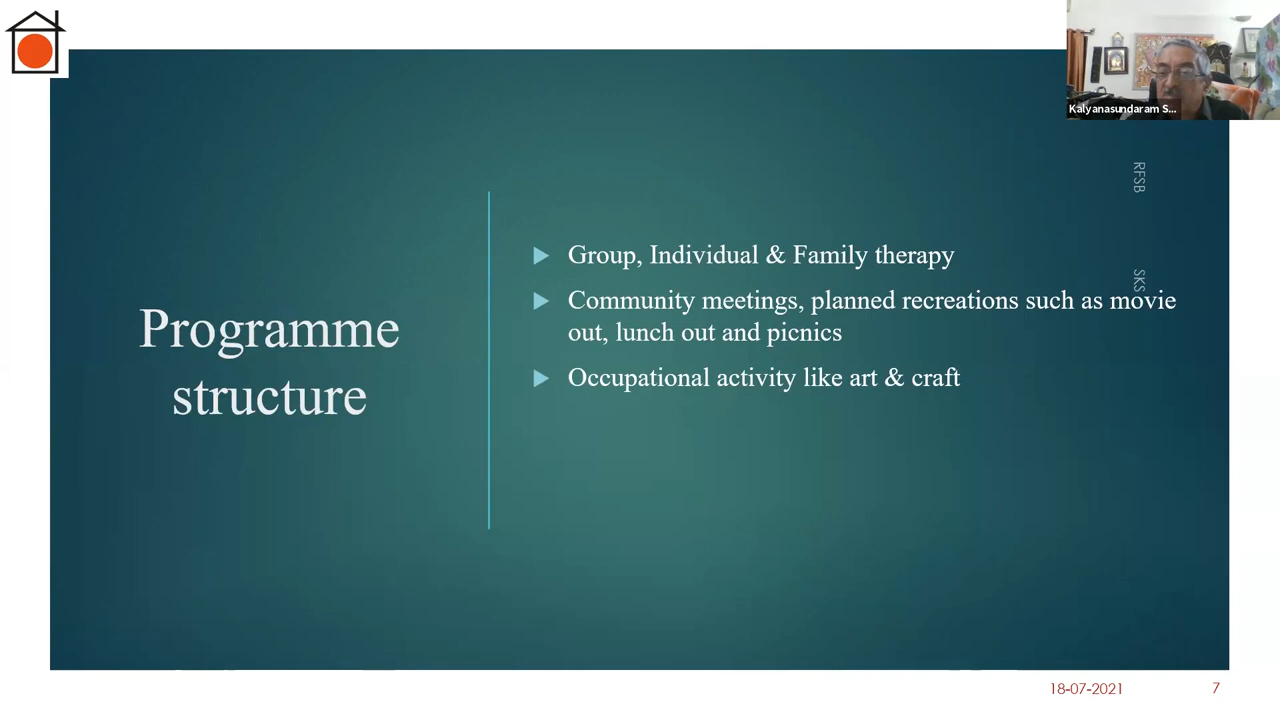 Kalyanasundaram S...
RFSB
SKS
Programme
structure
Group, Individual & Family therapy
Community meetings, planned recreations such as movie
out, lunch out and picnics
Occupational activity like art & craft
18-07-2021
7